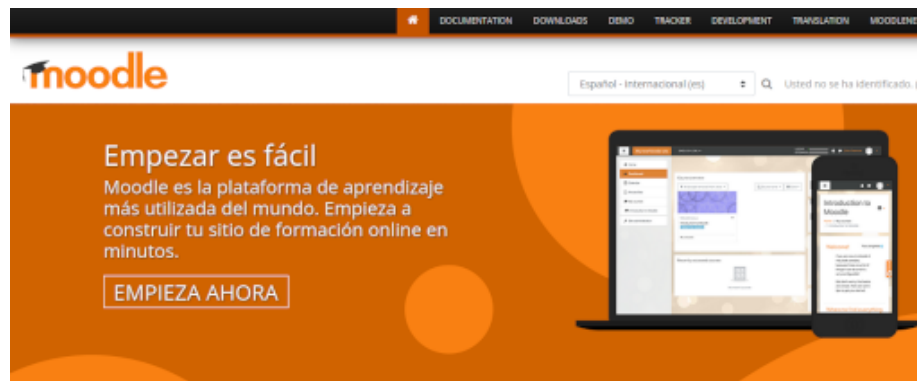 DOCUMENTATION DOWNLOADS DEMO TRACKER DEVELOPMENT TRANSLATION MOODLENE
moodle
Español - Internacional (es)
Usted no se ha identificado. (
Empezar es fácil
Moodle es la plataforma de aprendizaje
más utilizada del mundo. Empieza a
construir tu sitio de formación online en
minutos.
EMPIEZA AHORA
Introduction to
Moodle